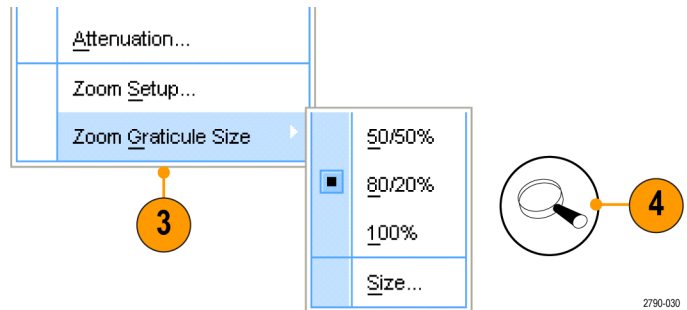 Attenuation...
Zoom Setup...
Zoom Graticule Size
50/50%
80/20%
100%
Size...
3
4
2790-030